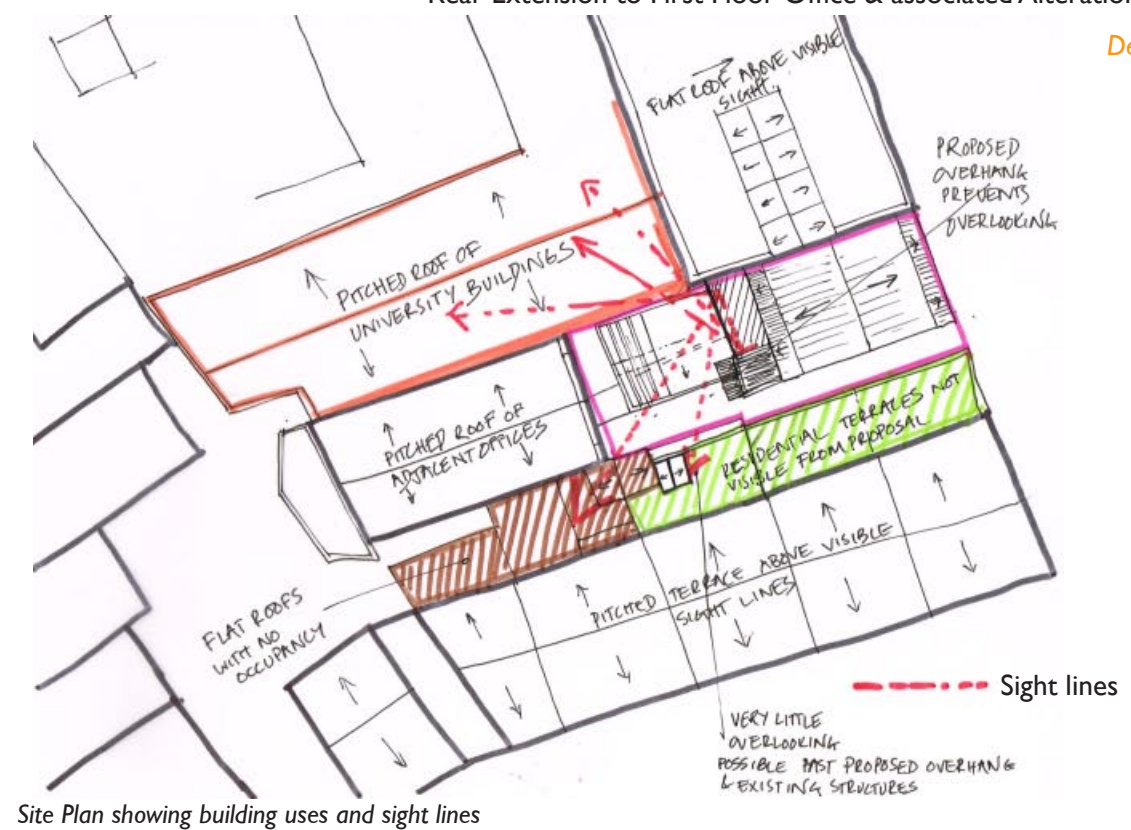 Rear Extension to First Floor Office & associated Alteration
De
FLAT ROOF ABOVE VISIBLE
SIGHT.
PROPOSED
OVERHANG
PREVENTS
OVERLOOKING
PITCHED ROOF OF
UNIVERSITY BUILDINGS
PITCHED ROOF OF
ADJACENT OFFICES
RESIDENTIAL TERRACES NOT
VISIBLE FROM PROPOSAL
PITCHED TERRACE ABOVE VISIBLE
SIGHT LINES
FLAT ROOFS
WITH NO
OCCUPANCY
Sight lines
VERY LITTLE
OVERLOOKING
POSSIBLE PAST PROPOSED OVERHANG
& EXISTING STRUCTURES
Site Plan showing building uses and sight lines